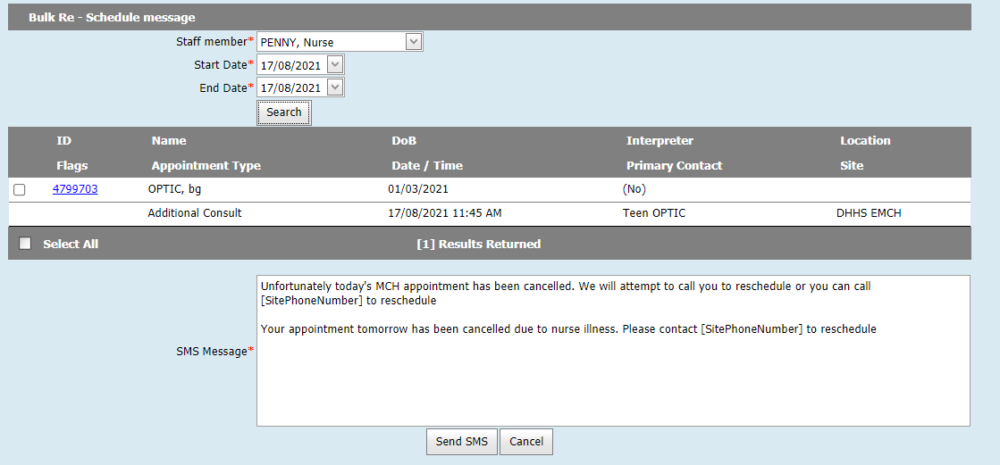 Bulk Re - Schedule message
Staff member* PENNY, Nurse
Start Date* 17/08/2021
End Date* 17/08/2021
Search
ID Name DoB Interpreter Location
Flags Appointment Type Date / Time Primary Contact Site
4799703 OPTIC, bg 01/03/2021 (No)
Additional Consult 17/08/2021 11:45 AM Teen OPTIC DHHS EMCH
Select All [1] Results Returned
Unfortunately today's MCH appointment has been cancelled. We will attempt to call you to reschedule or you can call
[SitePhoneNumber] to reschedule
Your appointment tomorrow has been cancelled due to nurse illness. Please contact [SitePhoneNumber] to reschedule
SMS Message*
Send SMS Cancel